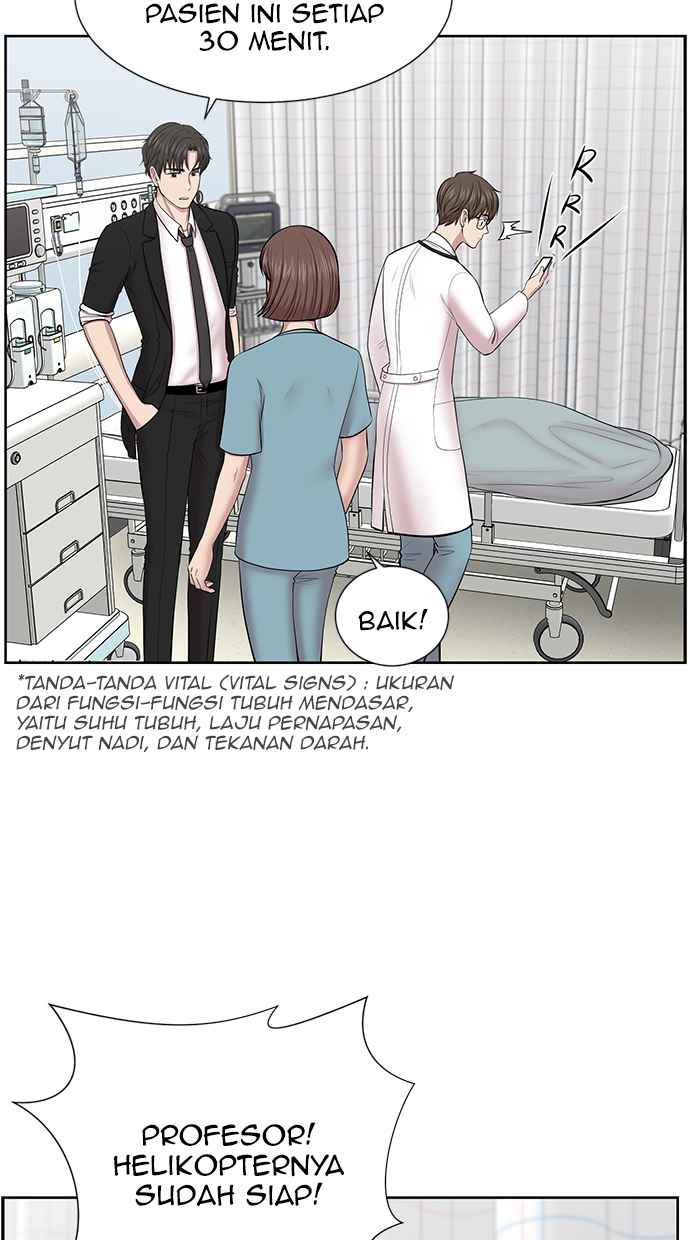 PASIEN INI SETIAP
30 MENIT.
RRR
BAIK!
*TANDA-TANDA VITAL (VITAL SIGNS) : UKURAN
DARI FUNGSI-FUNGSI TUBUH MENDASAR,
YAITU SUHU TUBUH, LAJU PERNAPASAN,
DENYUT NADI, DAN TEKANAN DARAH.
PROFESOR!
HELIKOPTERNYA
SUDAH SIAP!